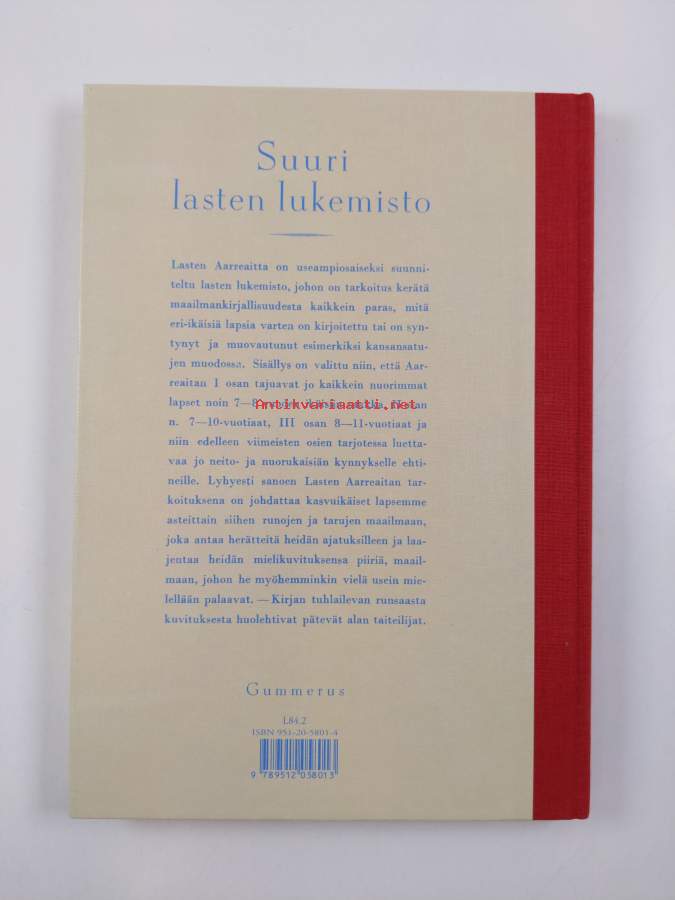 Suuri
lasten lukemisto
Lasten Aarreaitta on useampiosaiseksi suunni-
teltu lasten lukemisto, johon on tarkoitus kerätä
maailmankirjallisuudesta kaikkein paras, mitä
eri-ikäisiä lapsia varten on kirjoitettu tai on syn-
tynyt ja muovautunut esimerkiksi kansansatu-
jen muodossa. Sisällys on valittu niin, että Aar-
reaitan I osan tajuavat jo kaikkein nuorimmat
lapset noin 7—8 osan
Antikvariaatti.net
n. 7—10-vuotiaat, III osan 8—11-vuotiaat ja
niin edelleen viimeisten osien tarjotessa luetta-
vaa jo neito- ja nuorukaisiän kynnykselle ehti-
neille. Lyhyesti sanoen Lasten Aarreaitan tar-
koituksena on johdattaa kasvuikäiset lapsemme
asteittain siihen runojen ja tarujen maailmaan,
joka antaa herätteitä heidän ajatuksilleen ja laa-
jentaa heidän mielikuvituksensa piiriä, maail-
maan, johon he myöhemminkin vielä usein mie-
lellään palaavat. — Kirjan tuhlailevan runsaasta
kuvituksesta huolehtivat pätevät alan taiteilijat.
Gummerus
L84.2
ISBN 951-20-5801-4
9 789512 058013